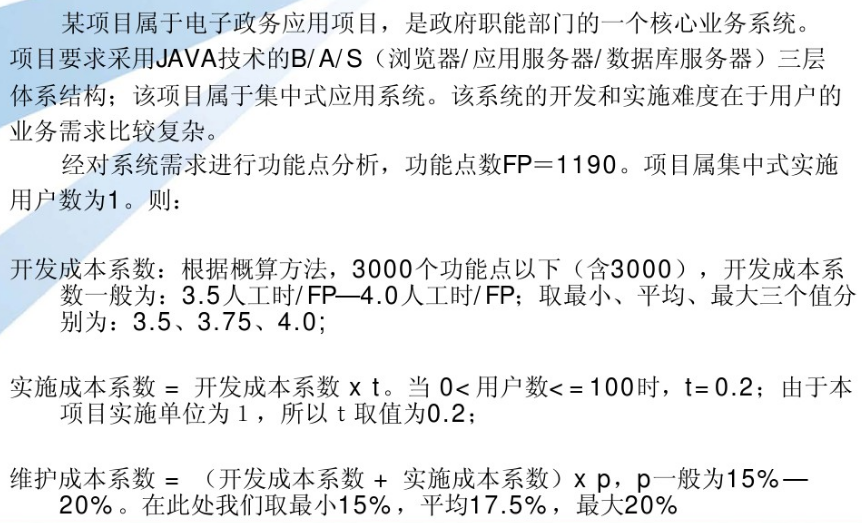 某项目属于电子政务应用项目，是政府职能部门的一个核心业务系统。
项目要求采用JAVA技术的B/A/S（浏览器/应用服务器/数据库服务器）三层
体系结构；该项目属于集中式应用系统。该系统的开发和实施难度在于用户的
业务需求比较复杂。
经对系统需求进行功能点分析，功能点数FP＝1190。项目属集中式实施
用户数为1。则：
开发成本系数：根据概算方法，3000个功能点以下（含3000），开发成本系
数一般为：3.5人工时/FP—4.0人工时/FP；取最小、平均、最大三个值分
别为：3.5、3.75、4.0；
实施成本系数 = 开发成本系数 x t。当 0<用户数<=100时，t=0.2；由于本
项目实施单位为1，所以 t 取值为0.2；
维护成本系数 = （开发成本系数 + 实施成本系数）x p，p一般为15%—
20%。在此处我们取最小15%，平均17.5%，最大20%